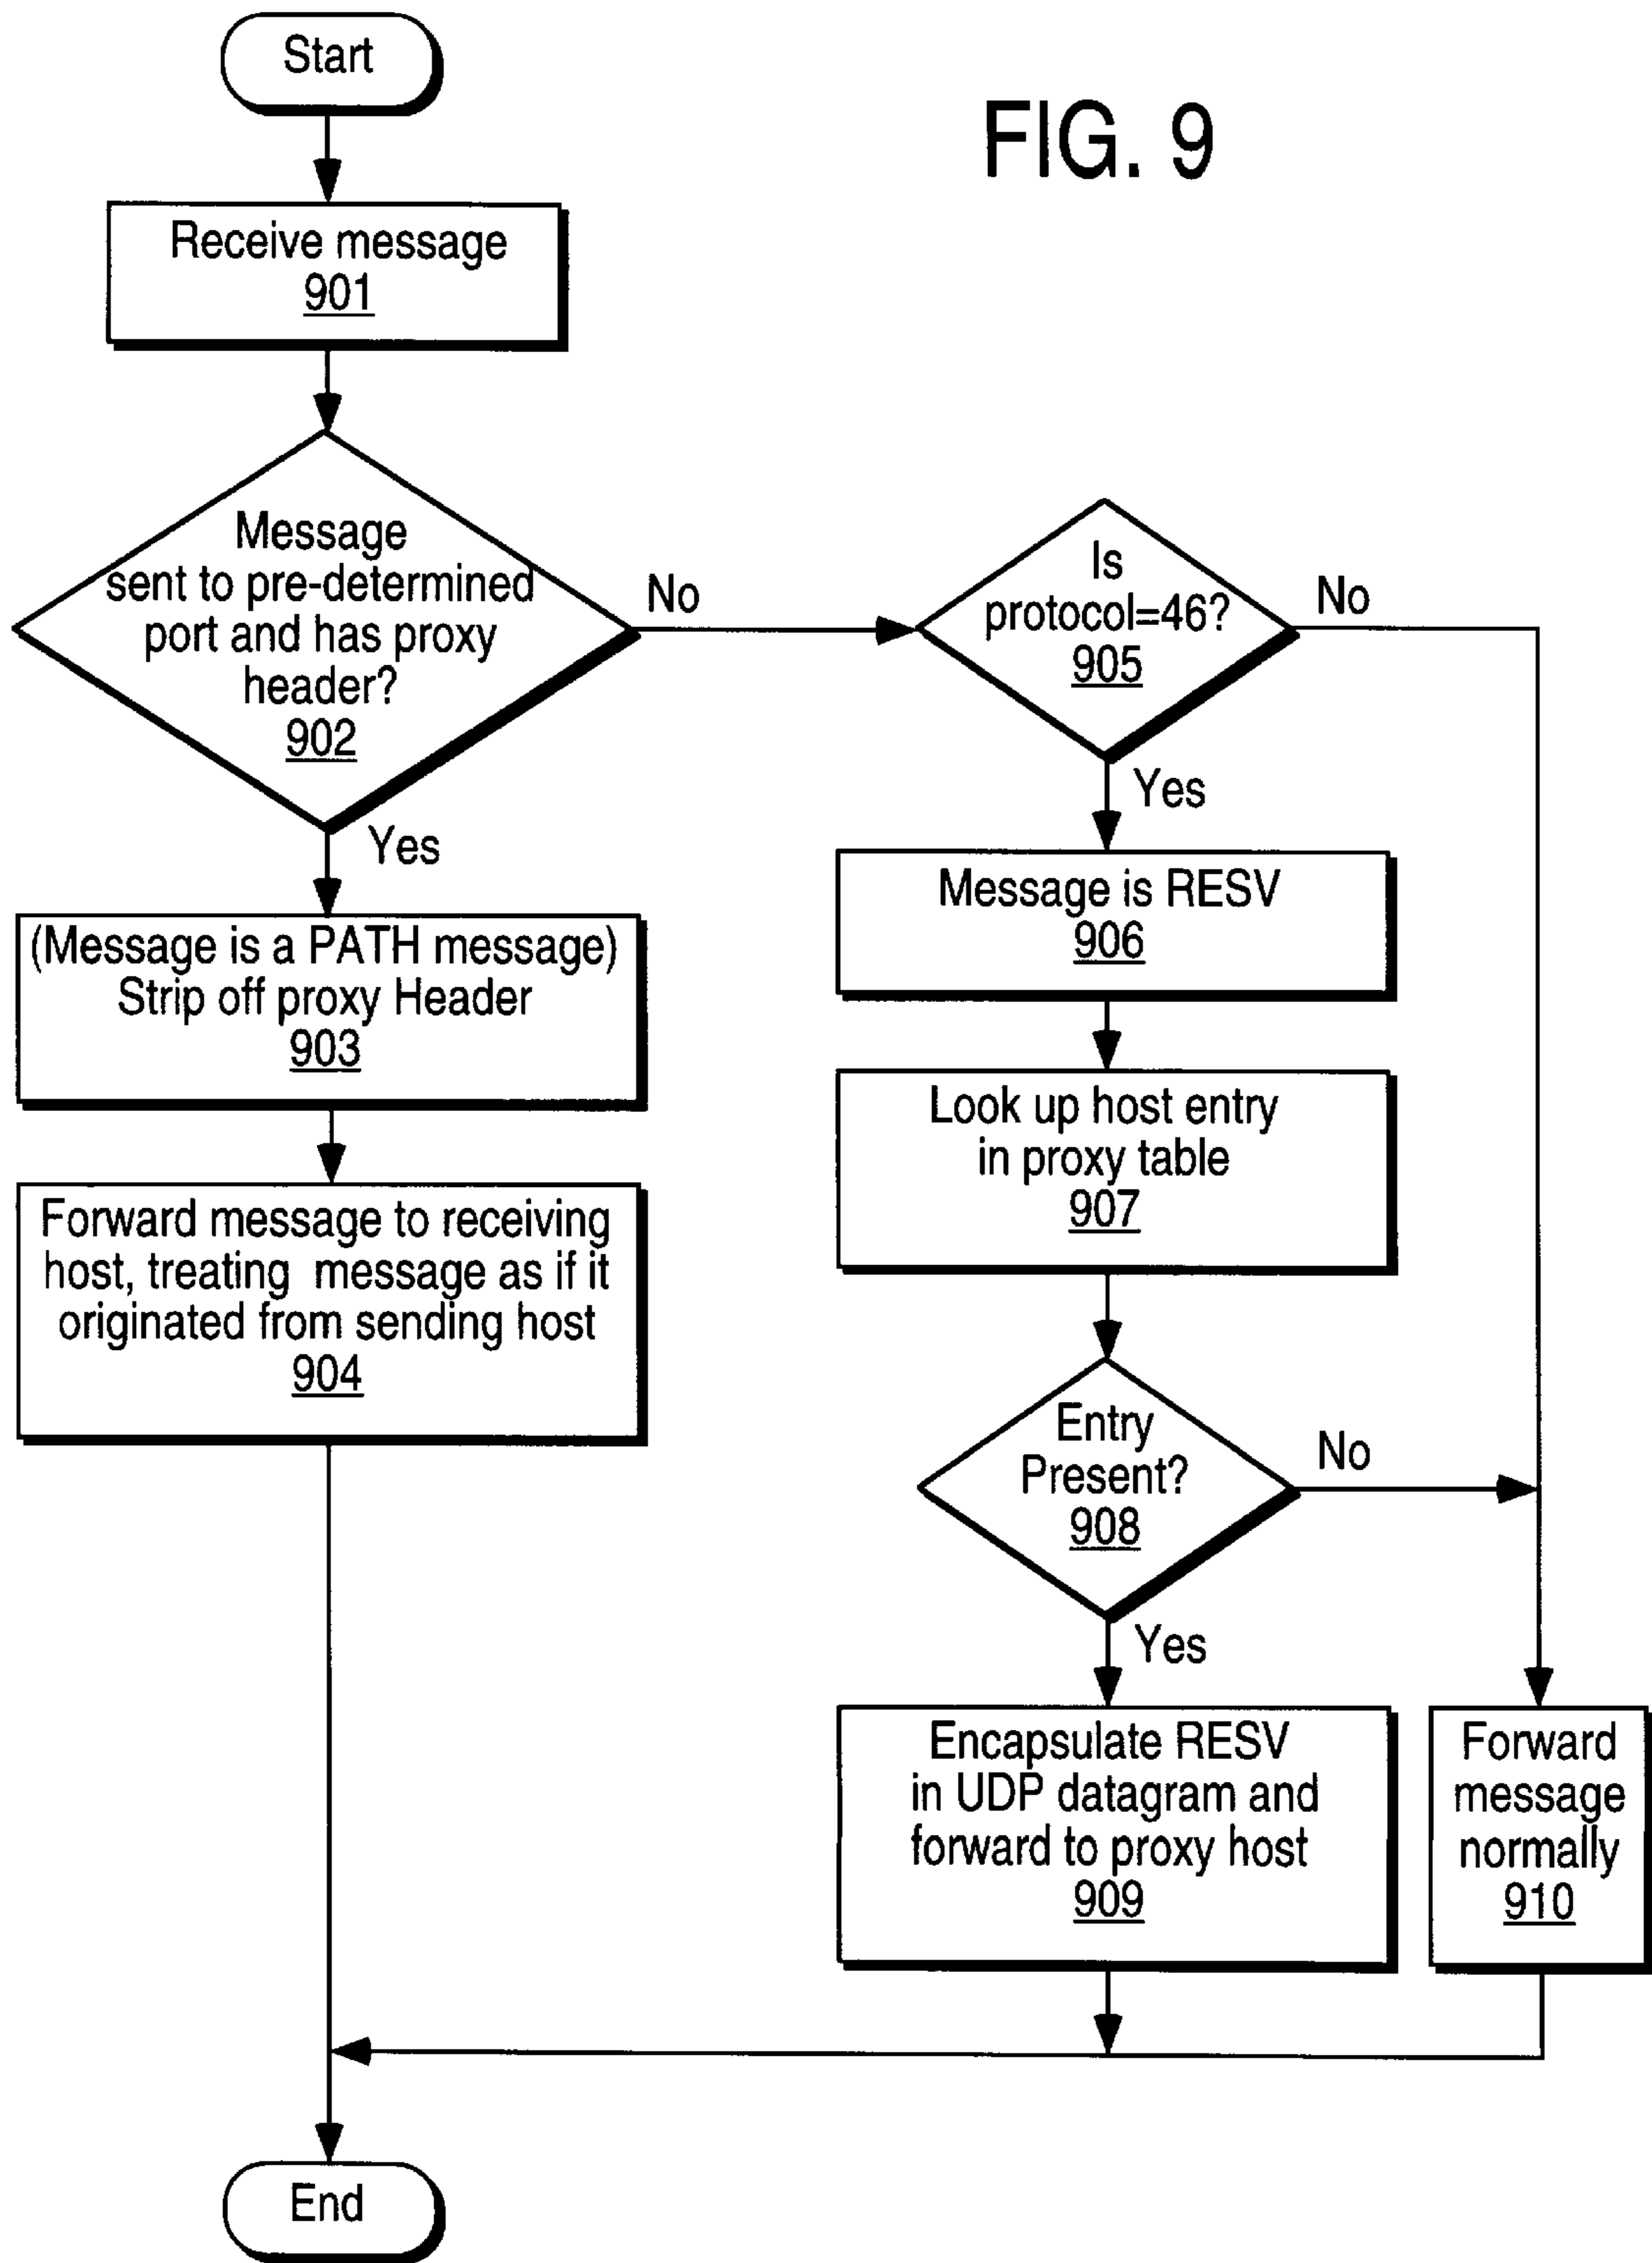 Start
FIG. 9
Receive message
901
Message
sent to pre-determined
port and has proxy
header?
902
No
Yes
(Message is a PATH message)
Strip off proxy Header
903
Forward message to receiving
host, treating message as if it
originated from sending host
904
Is
protocol=46?
905
No
Yes
Message is RESV
906
Look up host entry
in proxy table
907
Entry
Present?
908
No
Yes
Encapsulate RESV
in UDP datagram and
forward to proxy host
909
Forward
message
normally
910
End